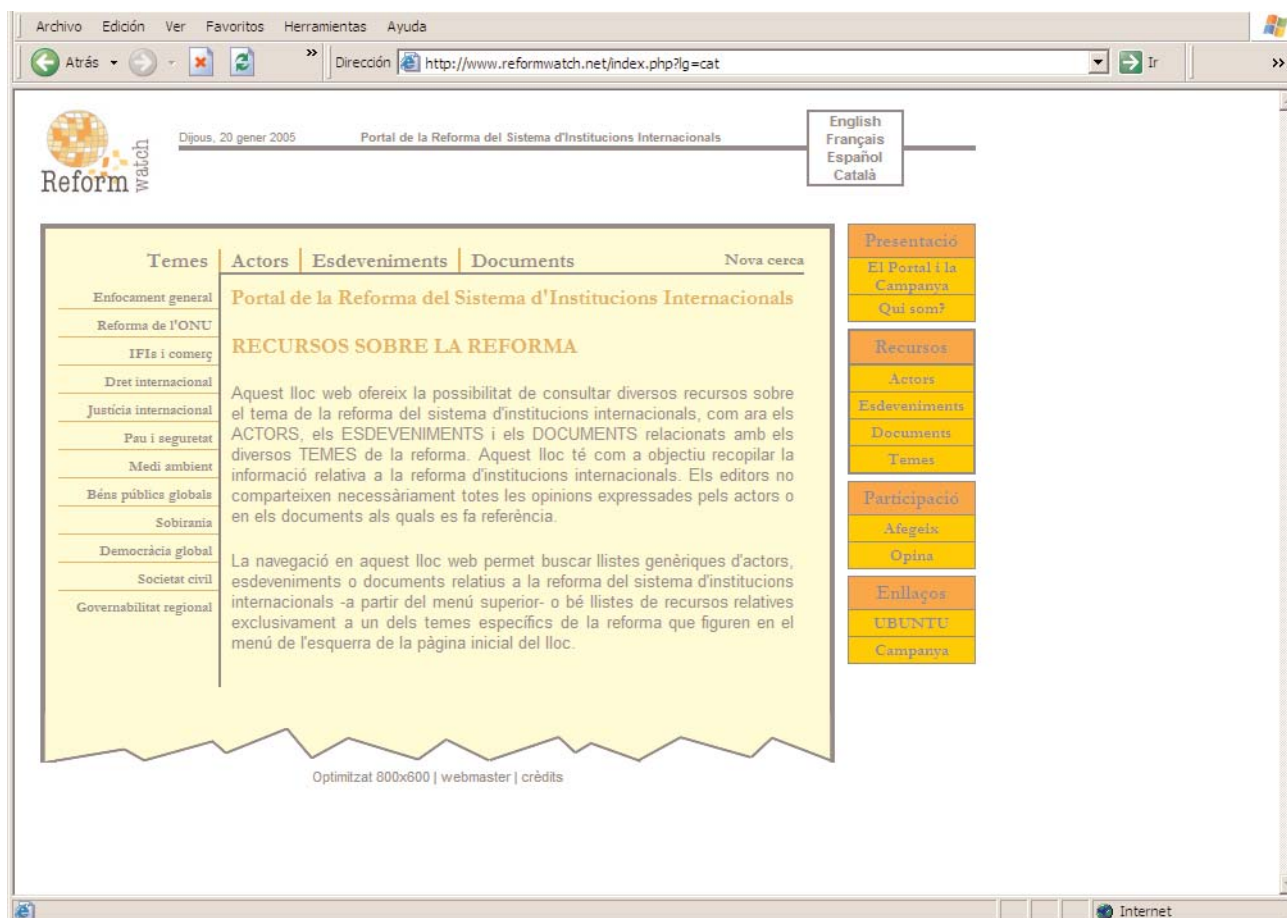 Archivo Edición Ver Favoritos Herramientas Ayuda
Atrás Dirección http://www.reformwatch.net/index.php?lg=cat Ir
Reform watch
Dijous, 20 gener 2005 Portal de la Reforma del Sistema d'Institucions Internacionals
English
Français
Español
Català
Temes Actors Esdeveniments Documents Nova cerca
Enfocament general
Reforma de l'ONU
IFIs i comerç
Dret internacional
Justícia internacional
Pau i seguretat
Medi ambient
Béns públics globals
Sobirania
Democràcia global
Societat civil
Governabilitat regional
Portal de la Reforma del Sistema d'Institucions Internacionals
RECURSOS SOBRE LA REFORMA
Aquest lloc web ofereix la possibilitat de consultar diversos recursos sobre
el tema de la reforma del sistema d'institucions internacionals, com ara els
ACTORS, els ESDEVENIMENTS i els DOCUMENTS relacionats amb els
diversos TEMES de la reforma. Aquest lloc té com a objectiu recopilar la
informació relativa a la reforma d'institucions internacionals. Els editors no
comparteixen necessàriament totes les opinions expressades pels actors o
en els documents als quals es fa referència.
La navegació en aquest lloc web permet buscar llistes genèriques d'actors,
esdeveniments o documents relatius a la reforma del sistema d'institucions
internacionals -a partir del menú superior- o bé llistes de recursos relatives
exclusivament a un dels temes específics de la reforma que figuren en el
menú de l'esquerra de la pàgina inicial del lloc.
Presentació
El Portal i la
Campanya
Qui som?
Recursos
Actors
Esdeveniments
Documents
Temes
Participació
Afegeix
Opina
Enllaços
UBUNTU
Campanya
Optimitzat 800x600 | webmaster | crèdits
Internet